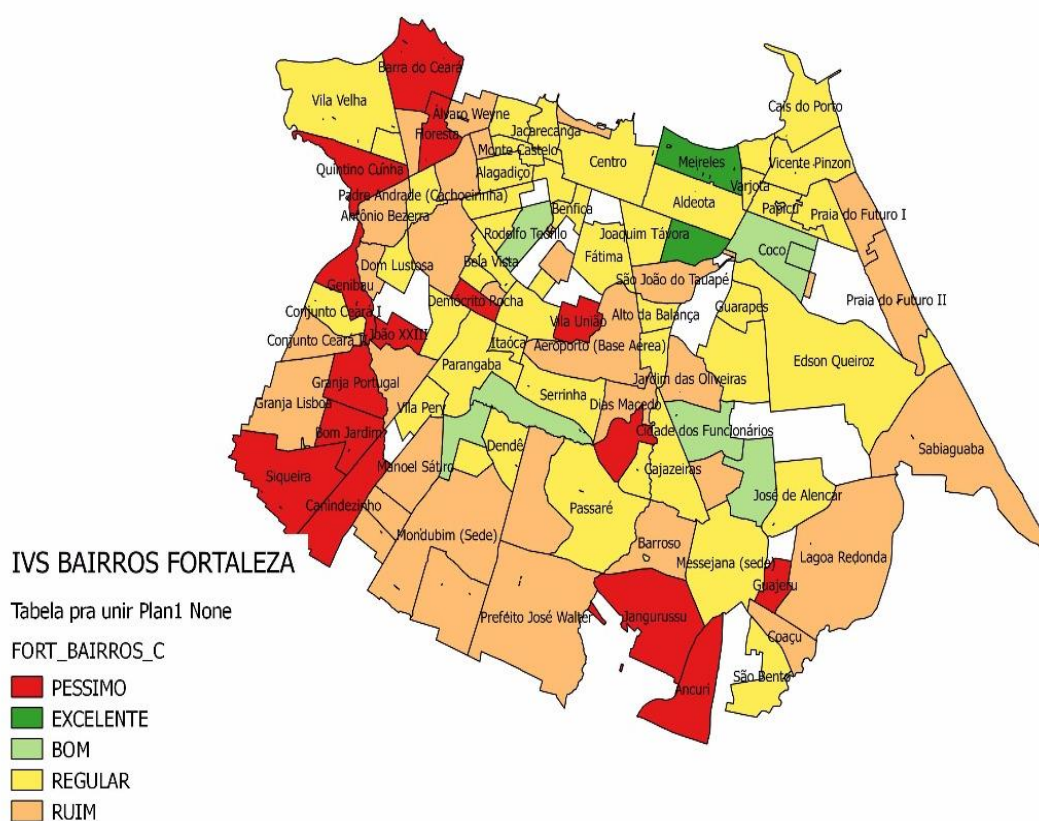 Barra do Ceará
Vila Velha
Cais do Porto
Álvaro Weyne
Floresta
Jacarecanga
Monte Castelo
Centro
Meireles
Vicente Pinzon
Quintino Cunha
Alagadiço
Varjota
Padre Andrade (Cachoeirinha)
Aldeota
Papicu
Antônio Bezerra
Benfica
Praia do Futuro I
Rodolfo Teófilo
Joaquim Távora
Coco
Dom Lustosa
Bela Vista
Fátima
São João do Tauapé
Genibau
Praia do Futuro II
Demócrito Rocha
Guarapes
Conjunto Ceará I
Vila União
Alto da Balança
João XXIII
Conjunto Ceará II
Itaóca
Aeroporto (Base Aérea)
Parangaba
Edson Queiroz
Granja Portugal
Jardim das Oliveiras
Serrinha
Granja Lisboa
Vila Pery
Dias Macedo
Bom Jardim
Cidade dos Funcionários
Dendê
Sabiaguaba
Manoel Sátiro
Cajazeiras
Siqueira
José de Alencar
Canindezinho
Passaré
Mondubim (Sede)
Barroso
Lagoa Redonda
Messejana (sede)
Guajeru
Prefeito José Walter
Jangurussu
Coaçu
São Bento
Ancuri
IVS BAIRROS FORTALEZA
Tabela pra unir Plan1 None
FORT_BAIRROS_C
PESSIMO
EXCELENTE
BOM
REGULAR
RUIM